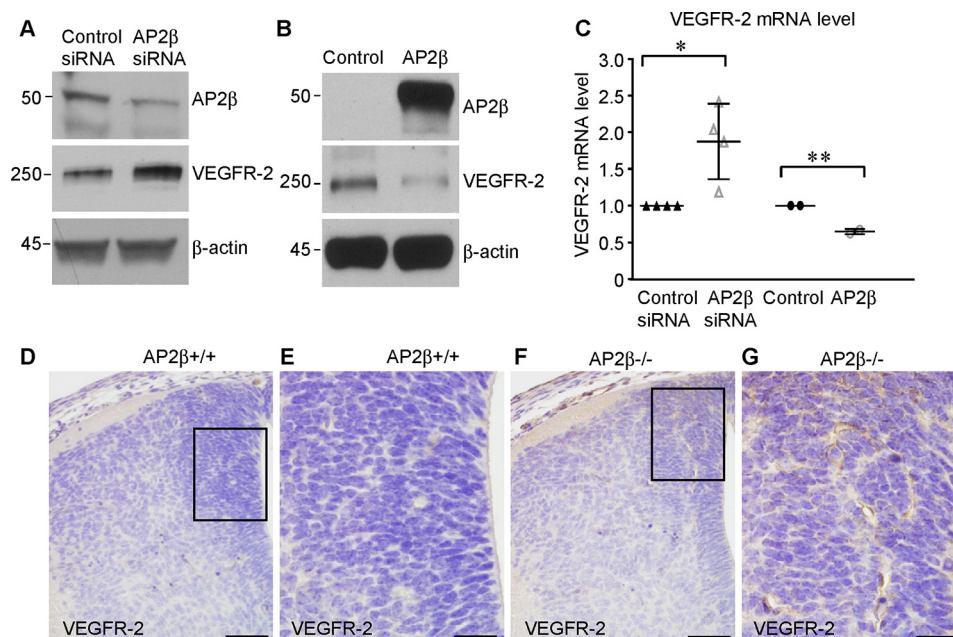 A
Control
siRNA
AP2β
siRNA
50
AP2β
250
VEGFR-2
45
β-actin
B
Control
AP2β
50
AP2β
250
VEGFR-2
45
β-actin
C
VEGFR-2 mRNA level
VEGFR-2 mRNA level
*
**
3.0
2.5
2.0
1.5
1.0
0.5
0
Control
siRNA
AP2β
siRNA
Control
AP2β
D
AP2β+/+
VEGFR-2
E
AP2β+/+
VEGFR-2
F
AP2β-/-
VEGFR-2
G
AP2β-/-
VEGFR-2